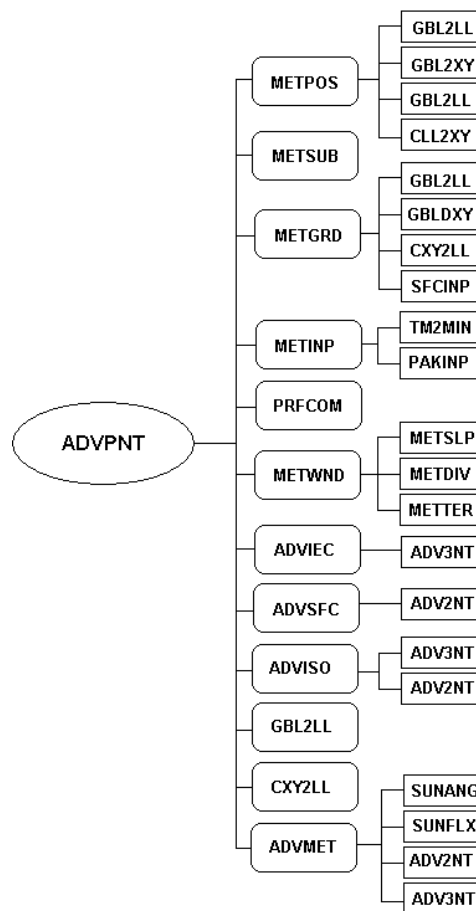 ADVPNT
METPOS
GBL2LL
GBL2XY
GBL2LL
CLL2XY
METSUB
METGRD
GBL2LL
GBLDXY
CXY2LL
SFCINP
METINP
TM2MIN
PAKINP
PRFCOM
METWND
METSLP
METDIV
METTER
ADVIEC
ADV3NT
ADVSFC
ADV2NT
ADVISO
ADV3NT
ADV2NT
GBL2LL
CXY2LL
ADVMET
SUNANG
SUNFLX
ADV2NT
ADV3NT